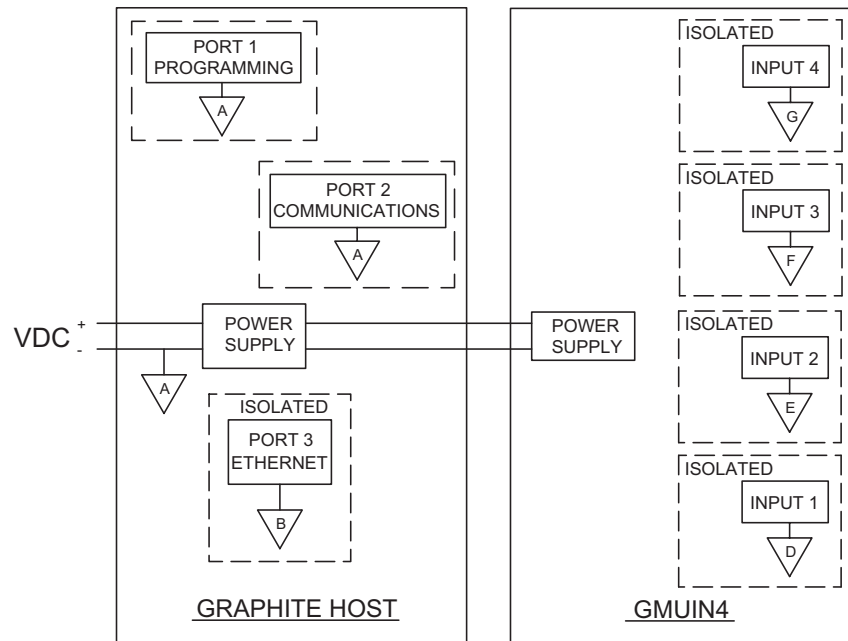 PORT 1
PROGRAMMING
A
PORT 2
COMMUNICATIONS
A
VDC + -
A
POWER
SUPPLY
ISOLATED
PORT 3
ETHERNET
B
GRAPHITE HOST
ISOLATED
INPUT 4
G
ISOLATED
INPUT 3
F
POWER
SUPPLY
ISOLATED
INPUT 2
E
ISOLATED
INPUT 1
D
GMUIN4